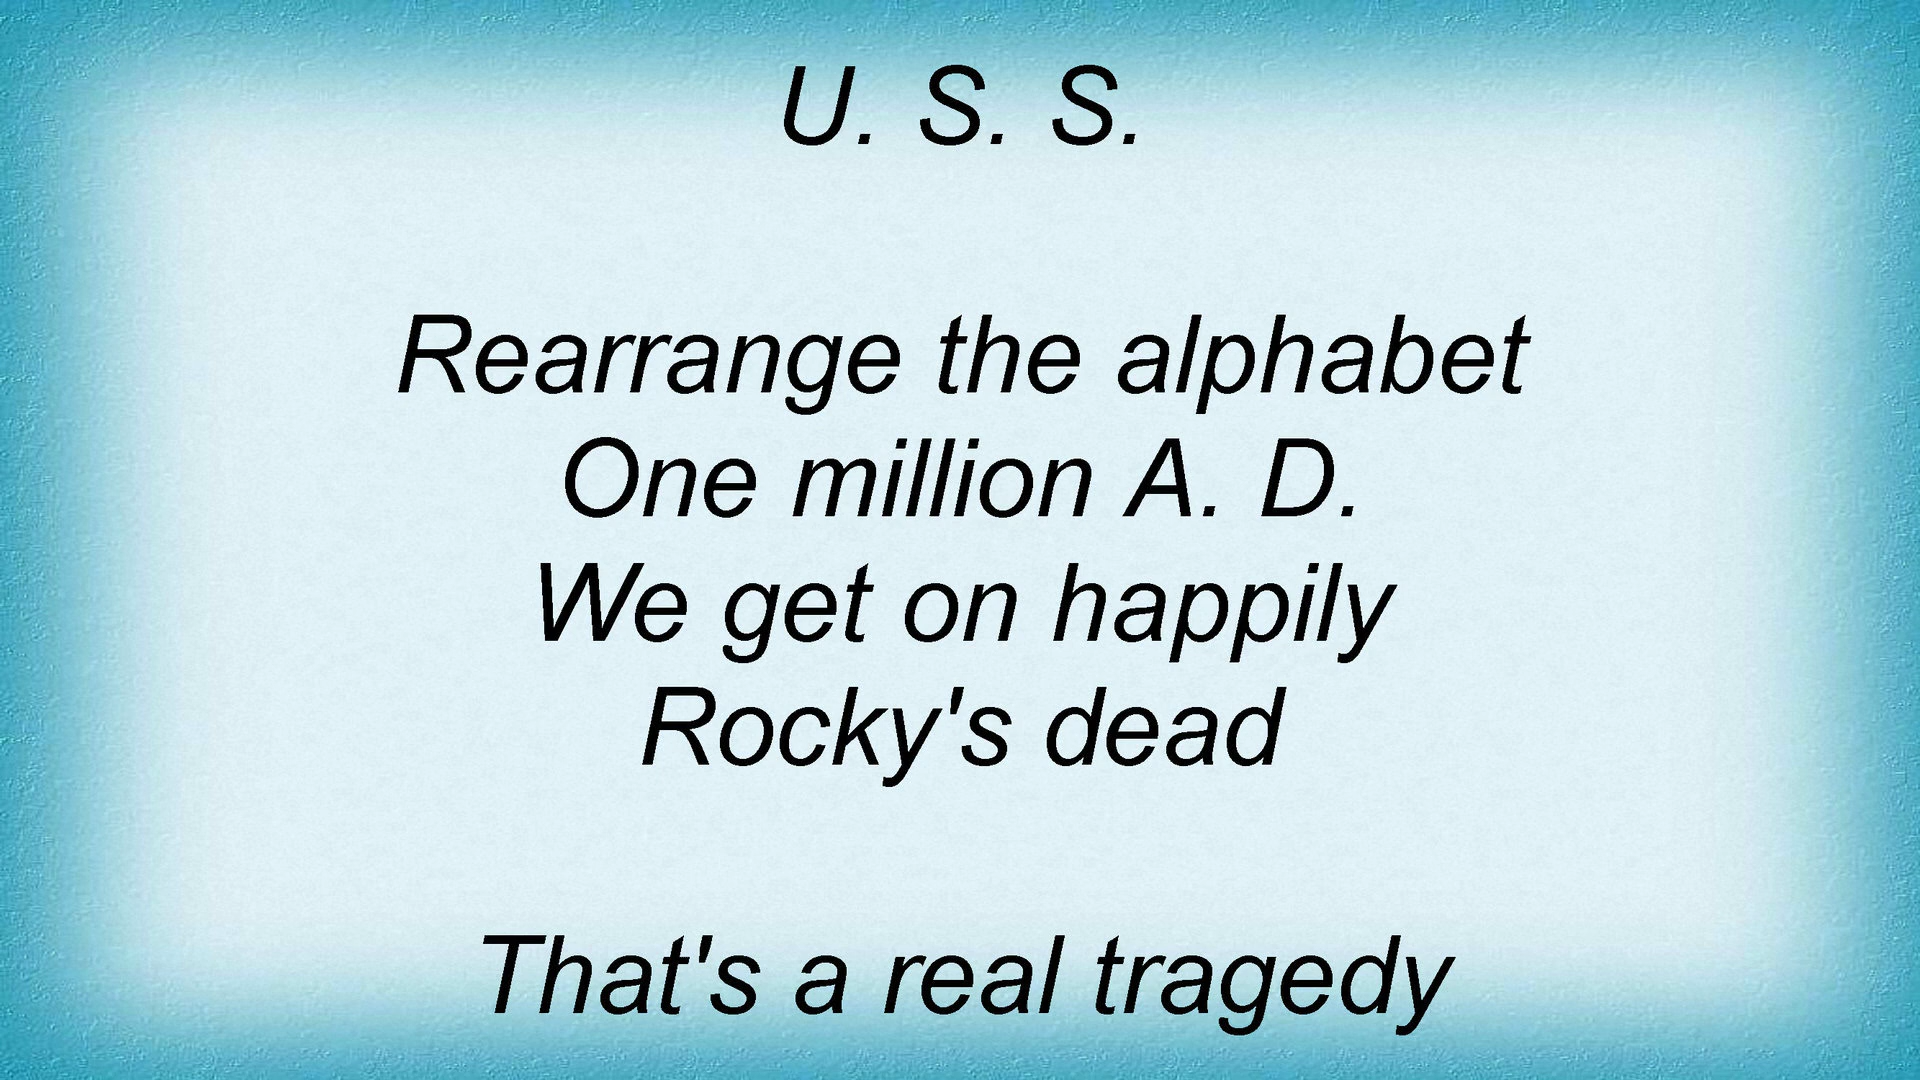 U. S. S.
Rearrange the alphabet
One million A. D.
We get on happily
Rocky's dead
That's a real tragedy